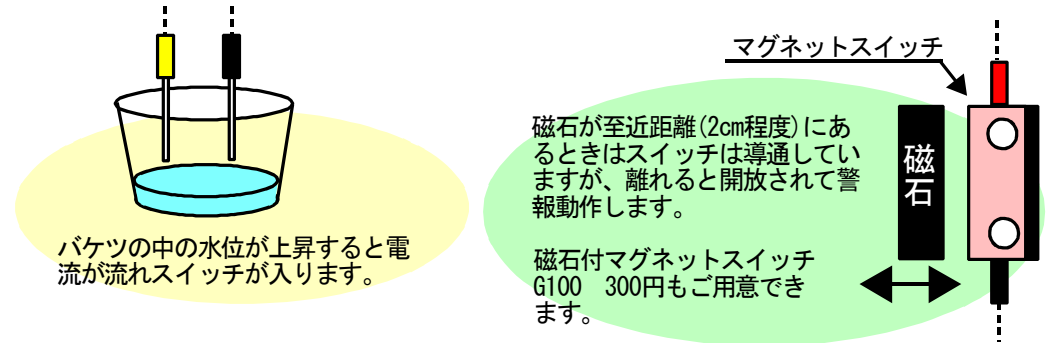 バケツの中の水位が上昇すると電
流が流れスイッチが入ります。
マグネットスイッチ
磁石が至近距離(2cm程度)にあ
るときはスイッチは導通してい
ますが、離れると開放されて警
報動作します。
磁石付マグネットスイッチ
G100　300円もご用意でき
ます。
磁石